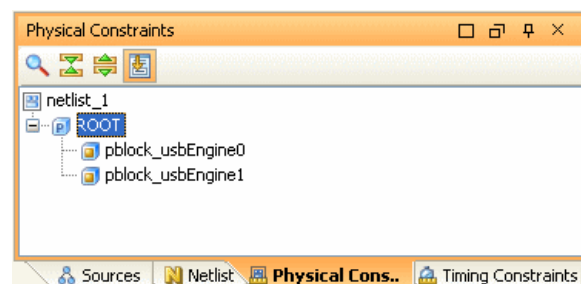 Physical Constraints
netlist_1
ROOT
pblock_usbEngine0
pblock_usbEngine1
Sources Netlist Physical Cons.. Timing Constraints